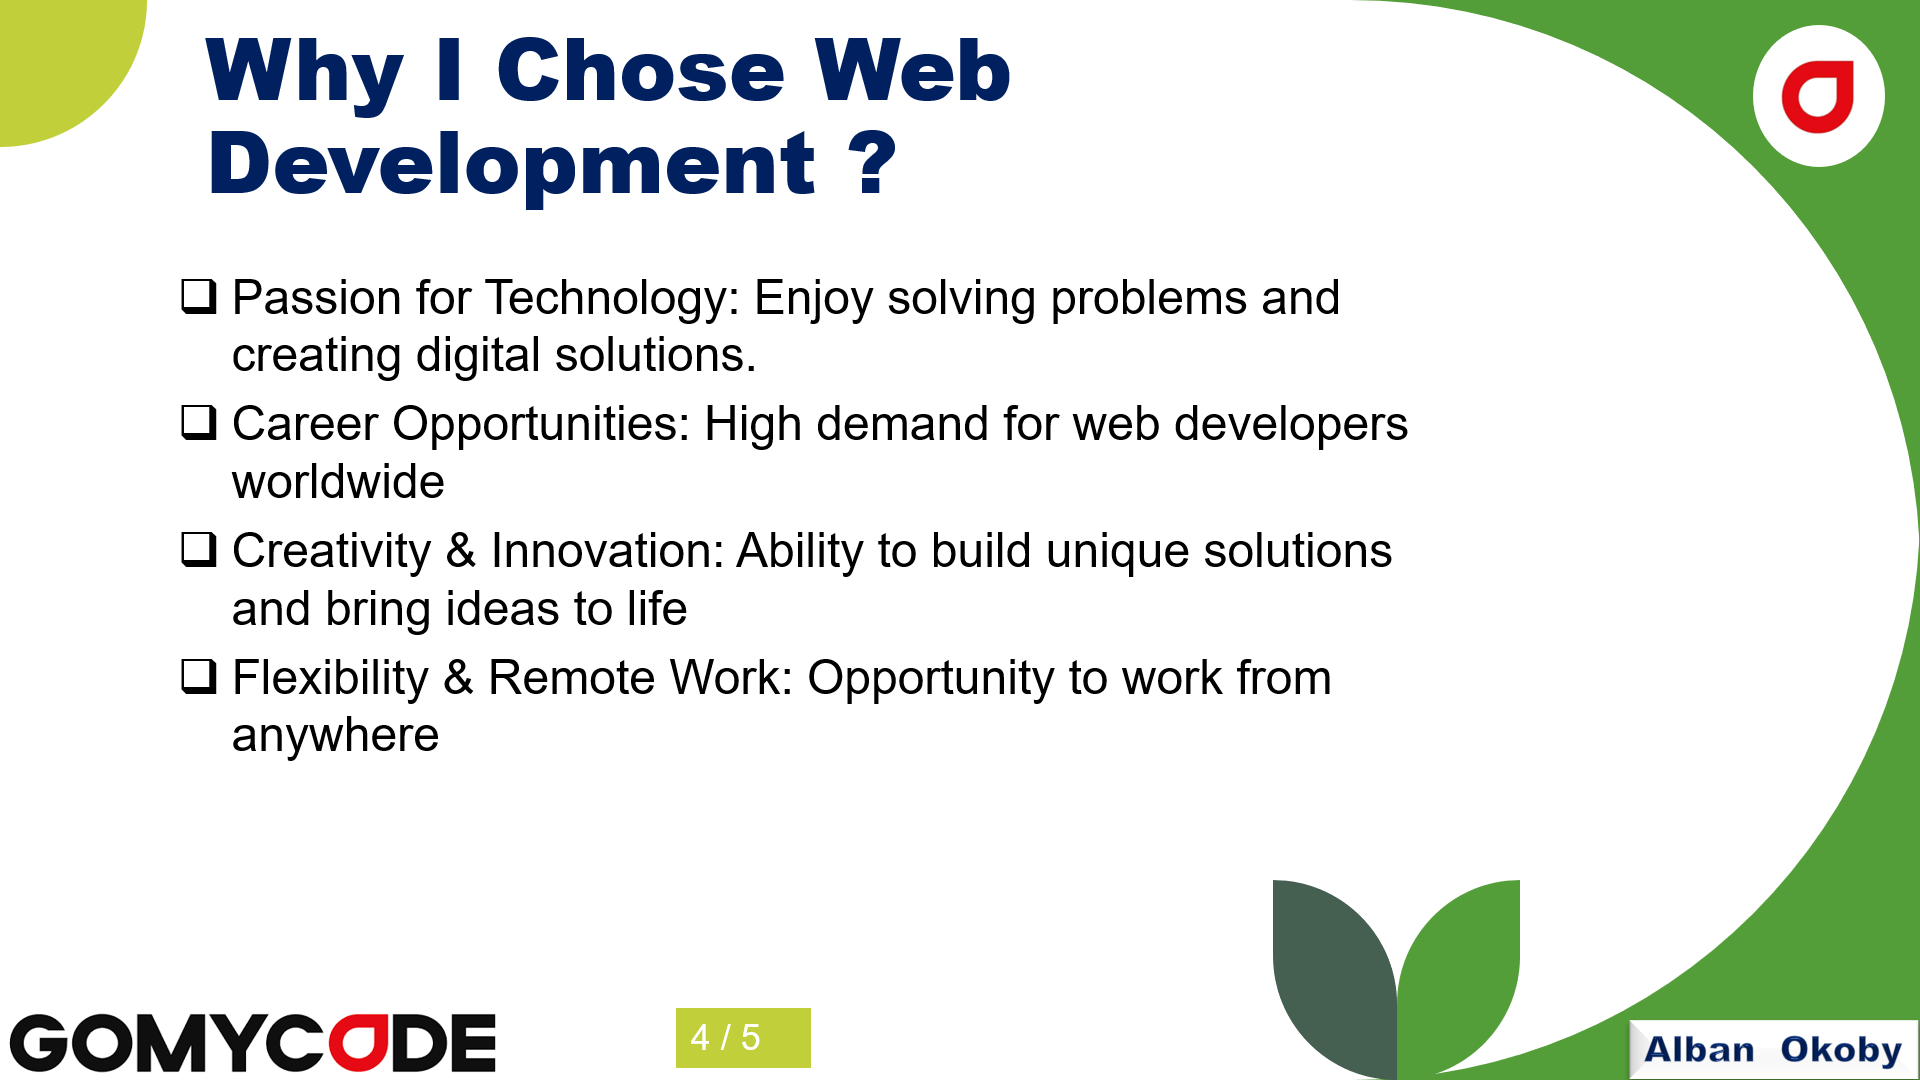 Why I Chose Web
Development ?
❑ Passion for Technology: Enjoy solving problems and
creating digital solutions.
❑ Career Opportunities: High demand for web developers
worldwide
❑ Creativity & Innovation: Ability to build unique solutions
and bring ideas to life
❑ Flexibility & Remote Work: Opportunity to work from
anywhere
GOMYCODE
4 / 5
Alban Okoby